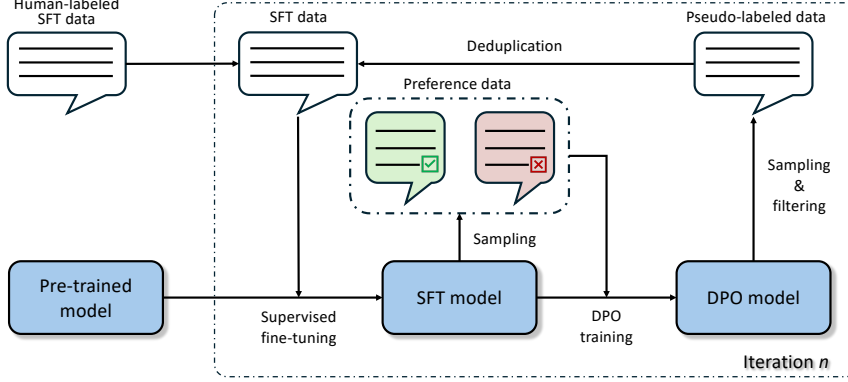 Human-labeled
SFT data
SFT data
Pseudo-labeled data
Deduplication
Preference data
Sampling
&
filtering
Sampling
Pre-trained
model
SFT model
DPO model
Supervised
fine-tuning
DPO
training
Iteration n